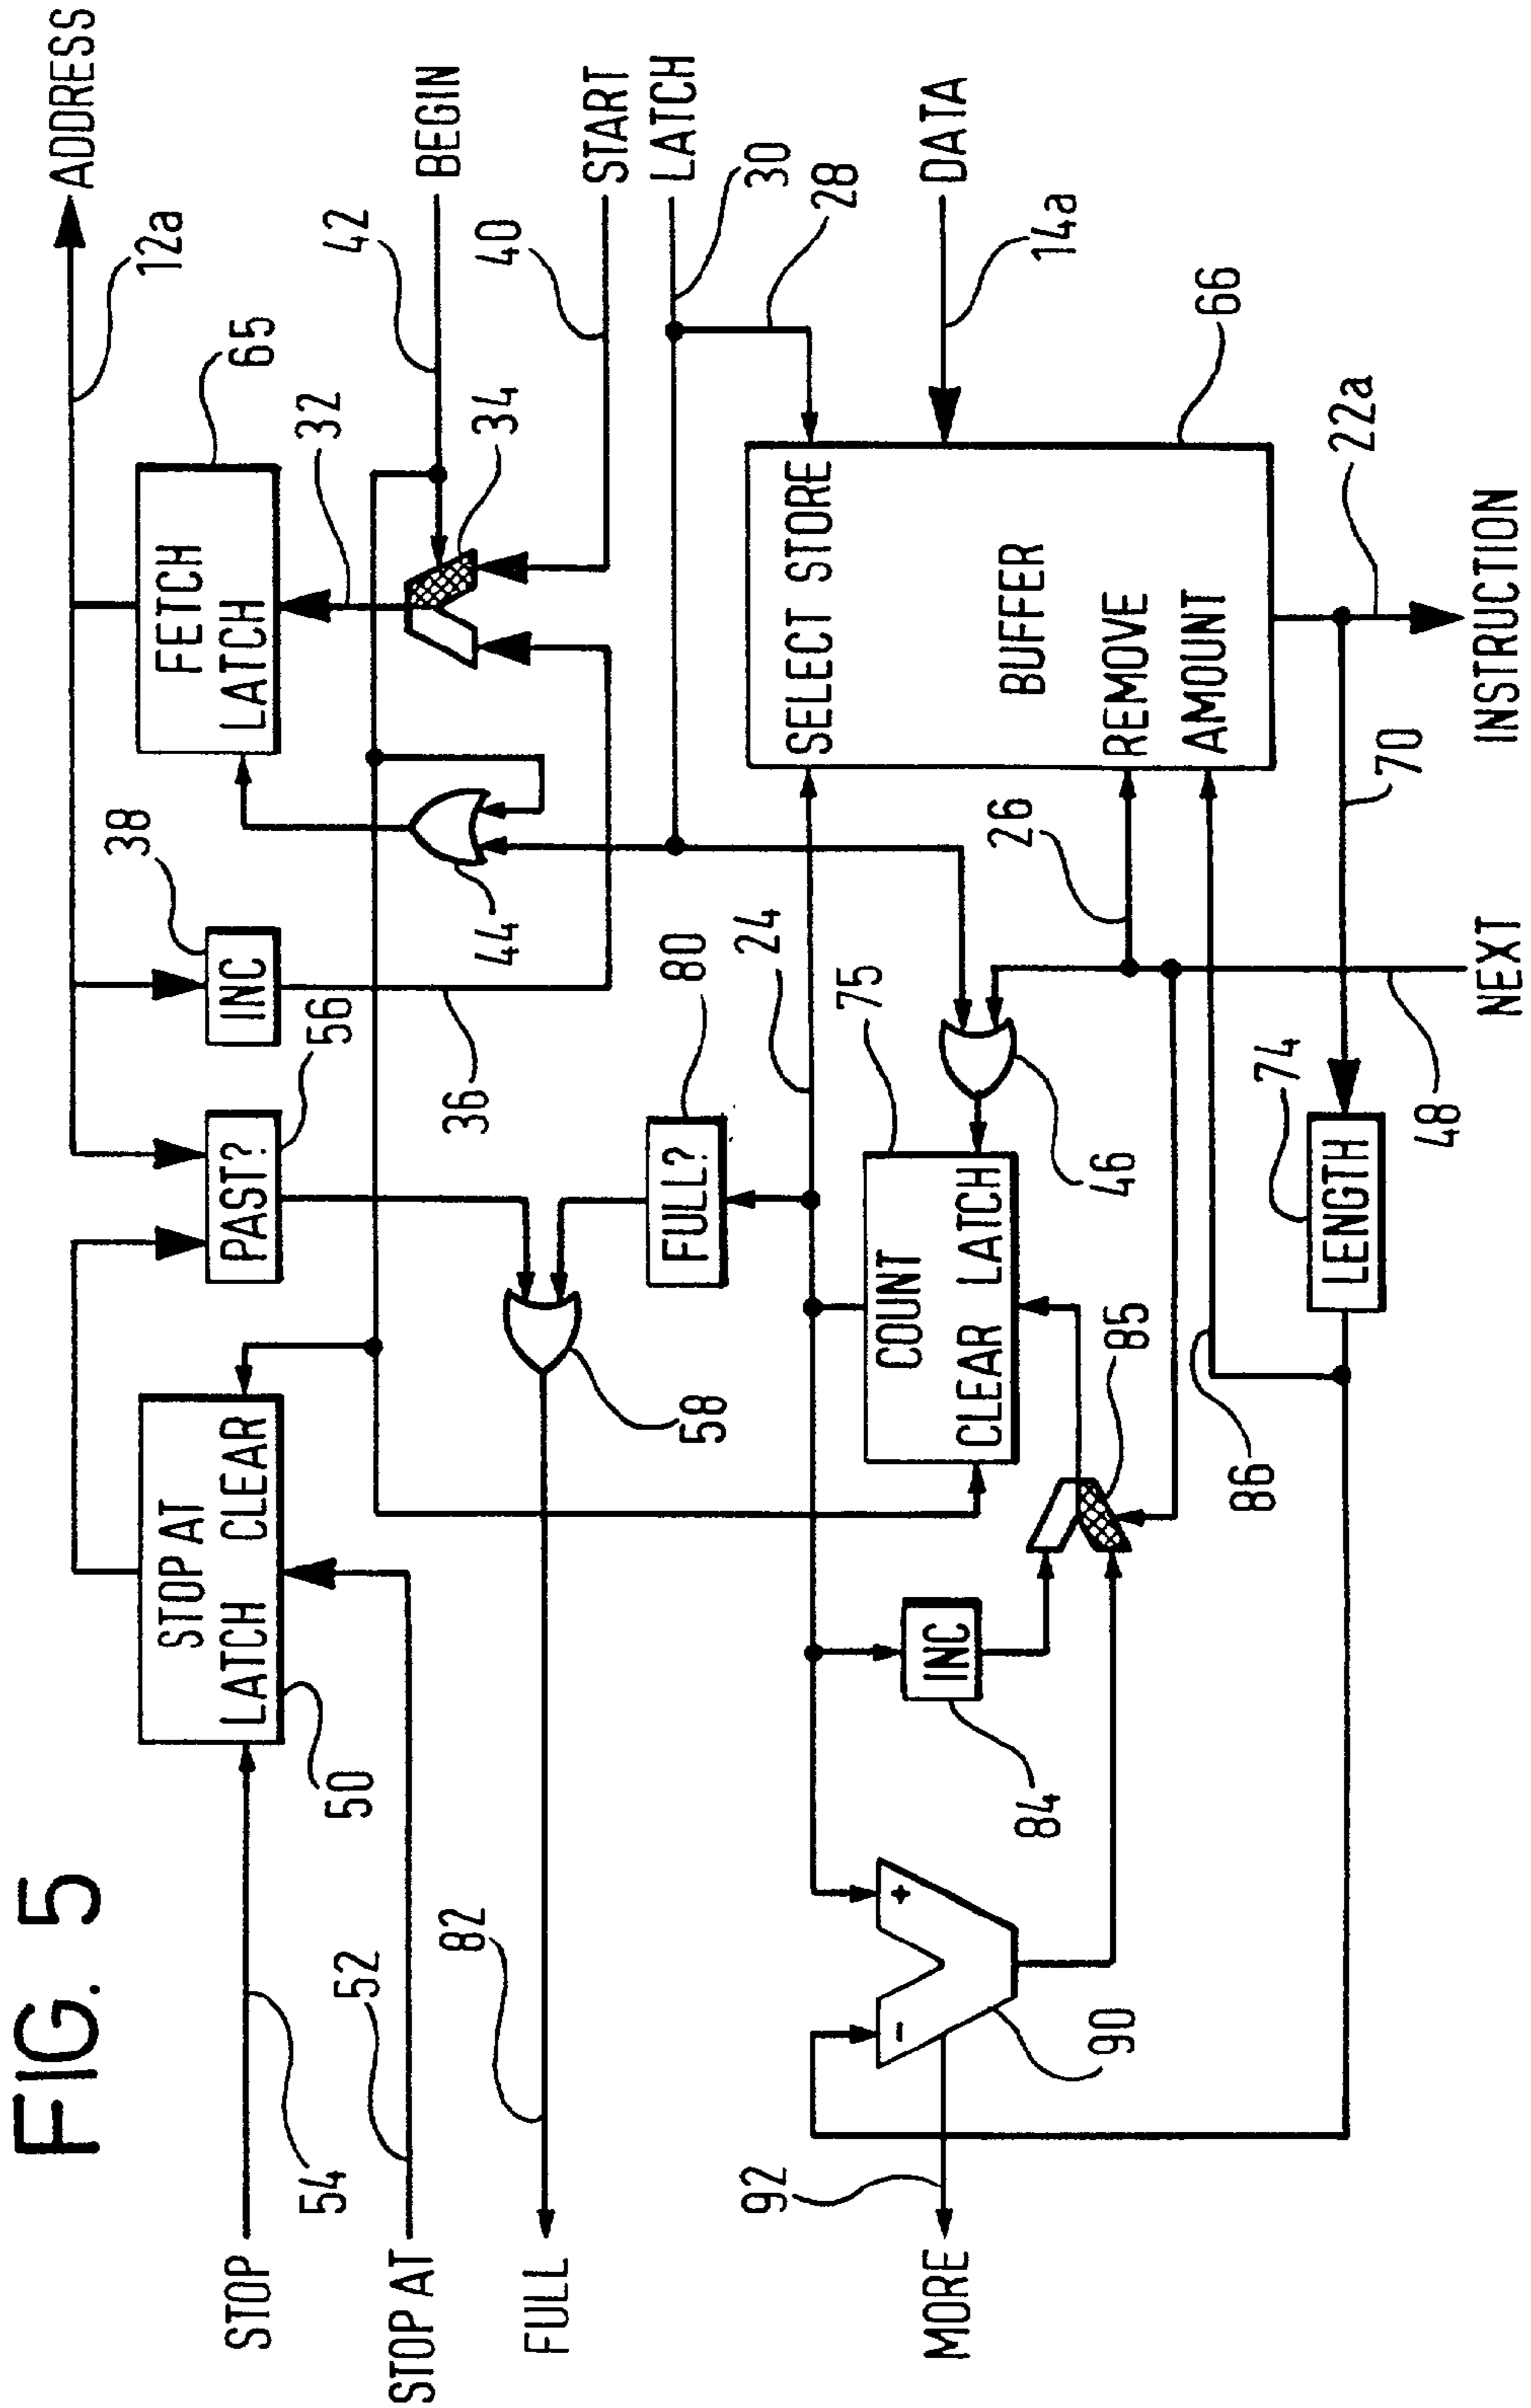 FIG. 5
STOP
54
STOP AT
52
STOP AT
LATCH CLEAR
50
PAST?
56
INC
38
36
FETCH
LATCH
65
ADDRESS
12a
32
34
42
BEGIN
40
START
LATCH
30
28
44
FULL
82
58
FULL?
80
24
COUNT
CLEAR LATCH
75
46
85
INC
84
90
+
-
MORE
92
SELECT STORE
BUFFER
REMOVE
AMOUNT
66
DATA
14a
26
86
LENGTH
74
48
NEXT
70
22a
INSTRUCTION